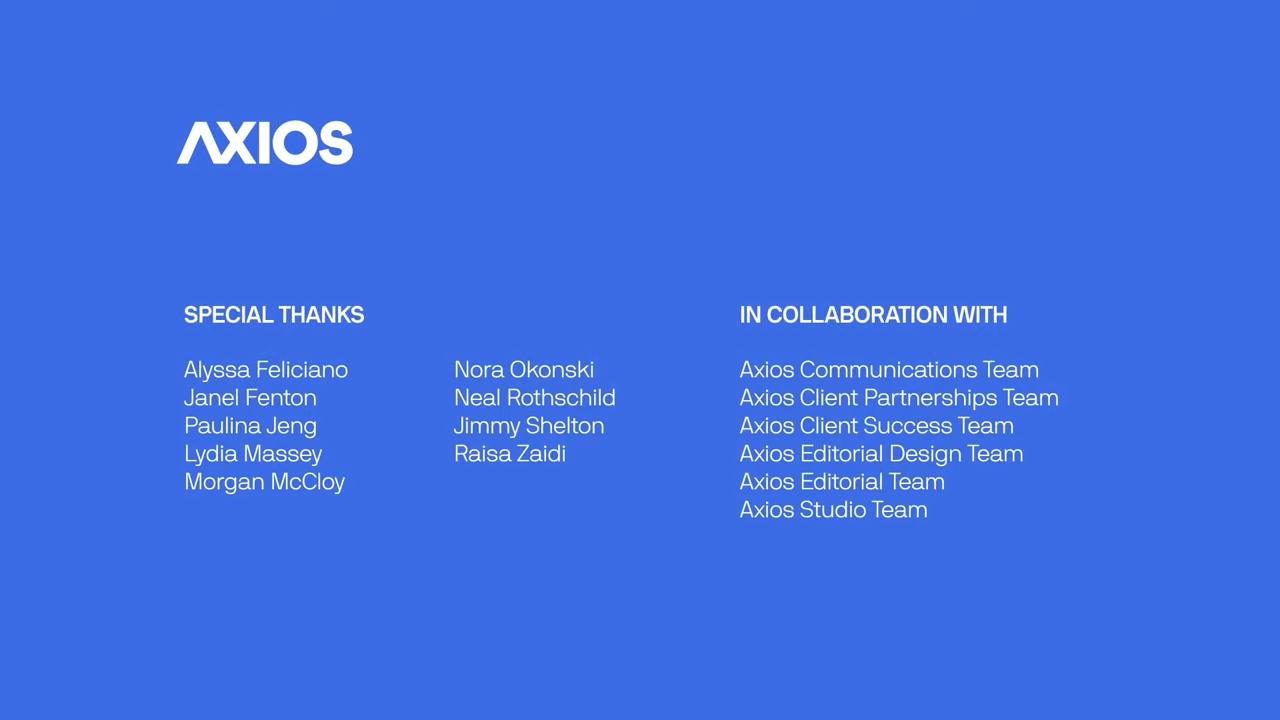 AXIOS
SPECIAL THANKS
Alyssa Feliciano
Janel Fenton
Paulina Jeng
Lydia Massey
Morgan McCloy
Nora Okonski
Neal Rothschild
Jimmy Shelton
Raisa Zaidi
IN COLLABORATION WITH
Axios Communications Team
Axios Client Partnerships Team
Axios Client Success Team
Axios Editorial Design Team
Axios Editorial Team
Axios Studio Team